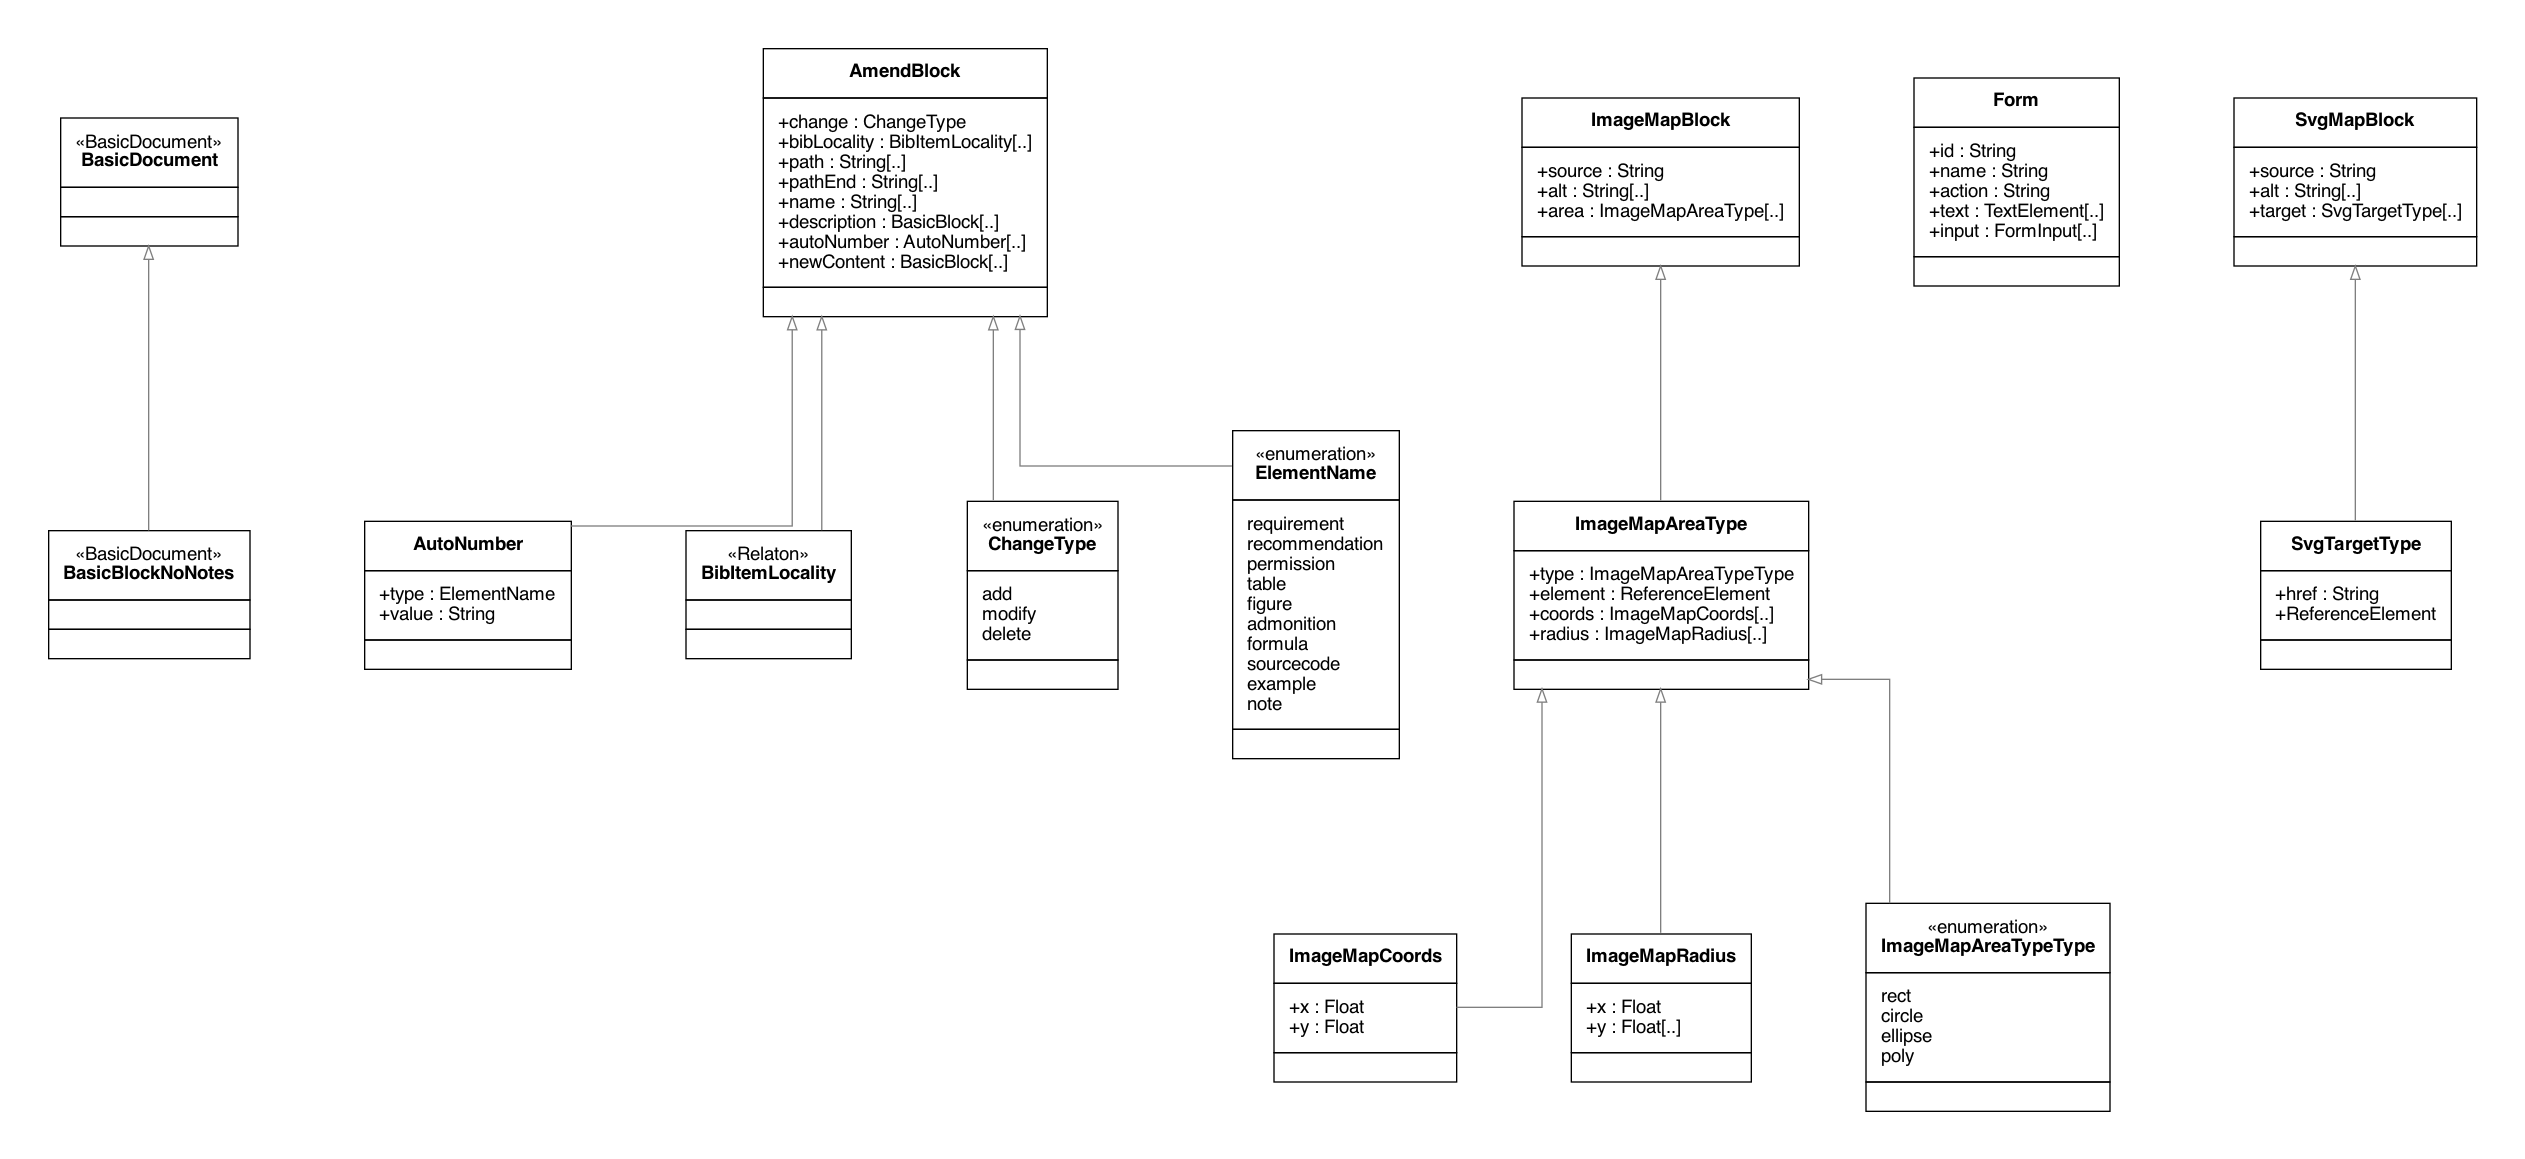 «BasicDocument»
BasicDocument
AmendBlock
+change : ChangeType
+bibLocality : BibItemLocality[..]
+path : String[..]
+pathEnd : String[..]
+name : String[..]
+description : BasicBlock[..]
+autoNumber : AutoNumber[..]
+newContent : BasicBlock[..]
ImageMapBlock
+source : String
+alt : String[..]
+area : ImageMapAreaType[..]
Form
+id : String
+name : String
+action : String
+text : TextElement[..]
+input : FormInput[..]
SvgMapBlock
+source : String
+alt : String[..]
+target : SvgTargetType[..]
«BasicDocument»
BasicBlockNoNotes
AutoNumber
+type : ElementName
+value : String
«Relaton»
BibItemLocality
«enumeration»
ChangeType
add
modify
delete
«enumeration»
ElementName
requirement
recommendation
permission
table
figure
admonition
formula
sourcecode
example
note
ImageMapAreaType
+type : ImageMapAreaTypeType
+element : ReferenceElement
+coords : ImageMapCoords[..]
+radius : ImageMapRadius[..]
SvgTargetType
+href : String
+ReferenceElement
ImageMapCoords
+x : Float
+y : Float
ImageMapRadius
+x : Float
+y : Float[..]
«enumeration»
ImageMapAreaTypeType
rect
circle
ellipse
poly